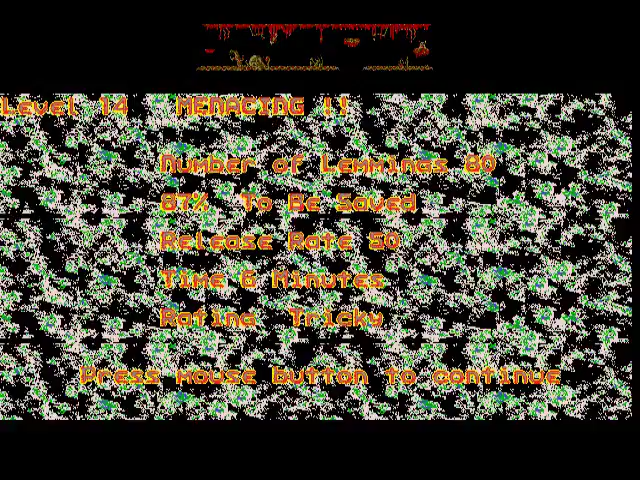 Level 14 MENACING !!
Number of Lemmings 80
87% To Be Saved
Release Rate 50
Time 6 Minutes
Rating Tricky
Press mouse button to continue